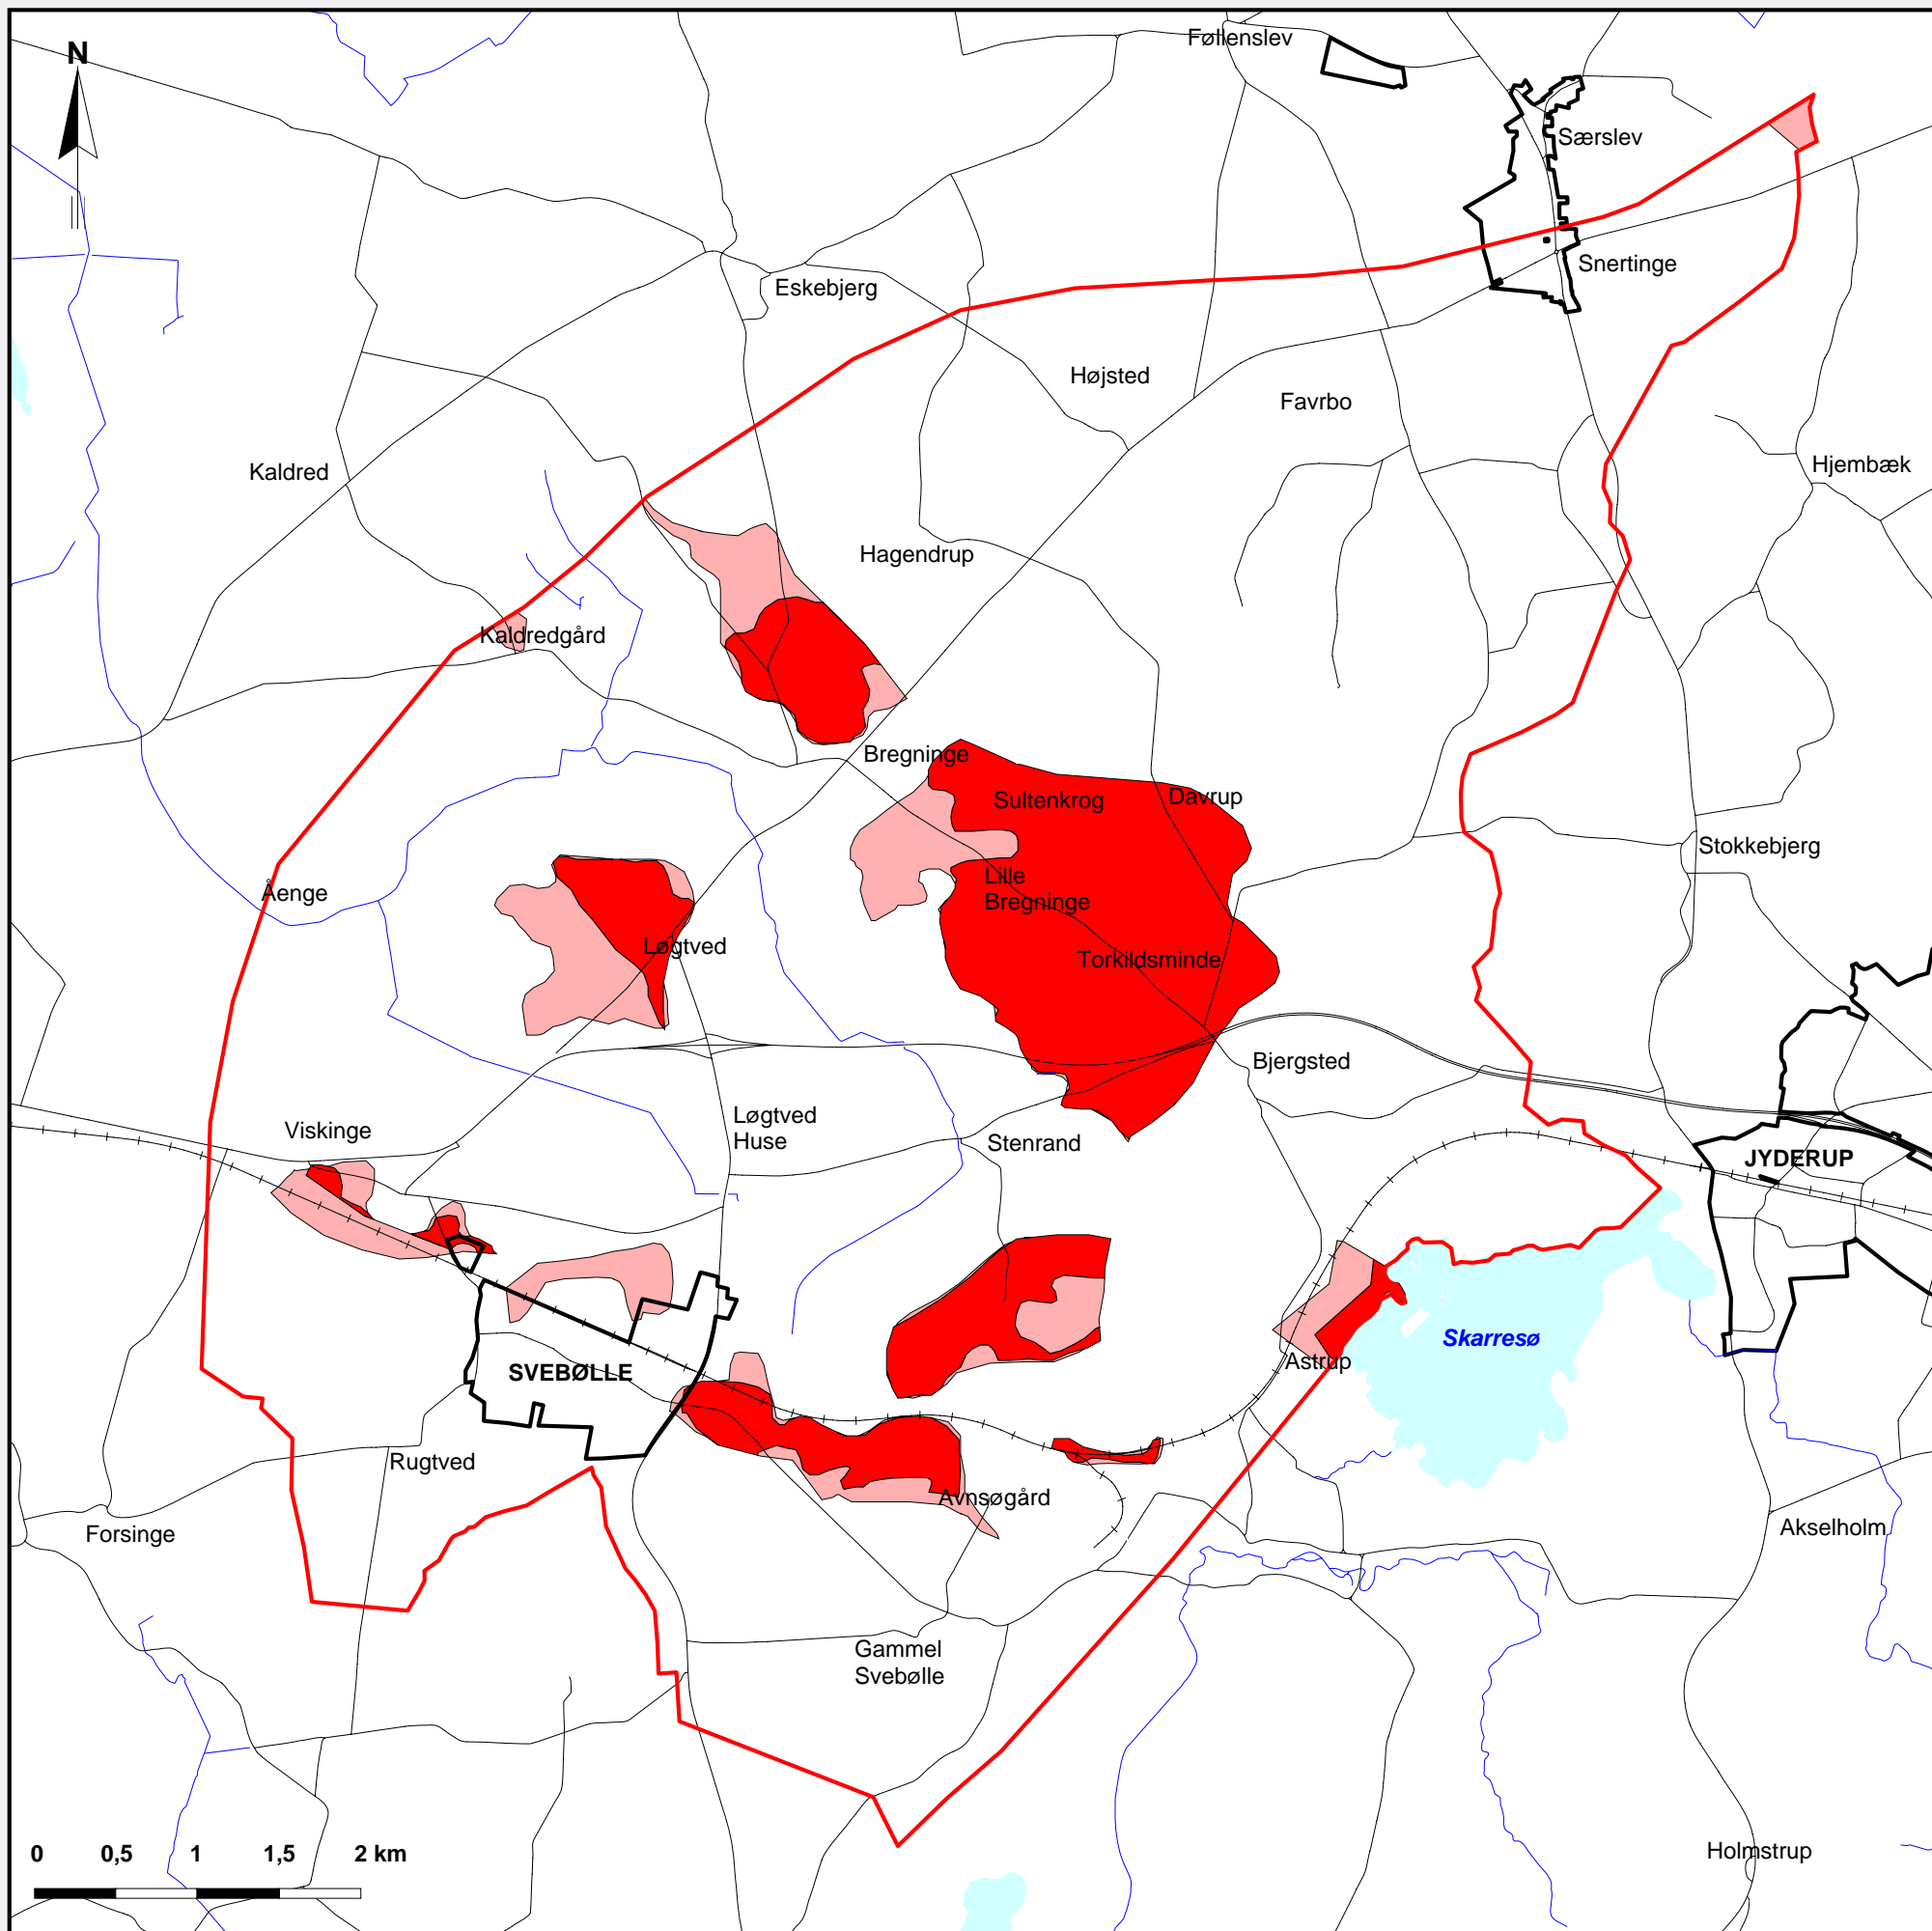 Føllenslev
N
Særslev
Snertinge
Eskebjerg
Højsted
Favrbo
Kaldred
Hjembæk
Hagendrup
Kaldredgård
Bregninge
Sultenkrog
Davrup
Stokkebjerg
Lille
Bregninge
Åenge
Løgtved
Torkildsminde
Bjergsted
Løgtved
Huse
Viskinge
Stenrand
JYDERUP
Skarresø
Astrup
SVEBØLLE
Rugtved
Avnsøgård
Forsinge
Akselholm
Gammel
Svebølle
Holmstrup
0 0,5 1 1,5 2 km